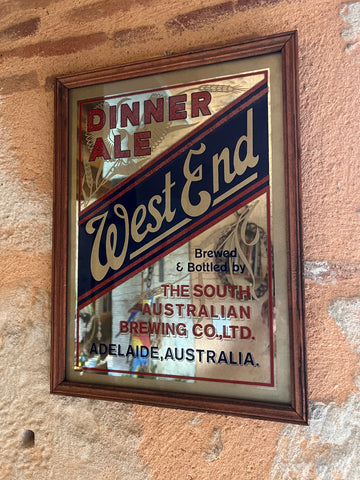 DINNER
ALE
West End
Brewed
& Bottled by
THE SOUTH
AUSTRALIAN
BREWING CO., LTD.
ADELAIDE, AUSTRALIA.